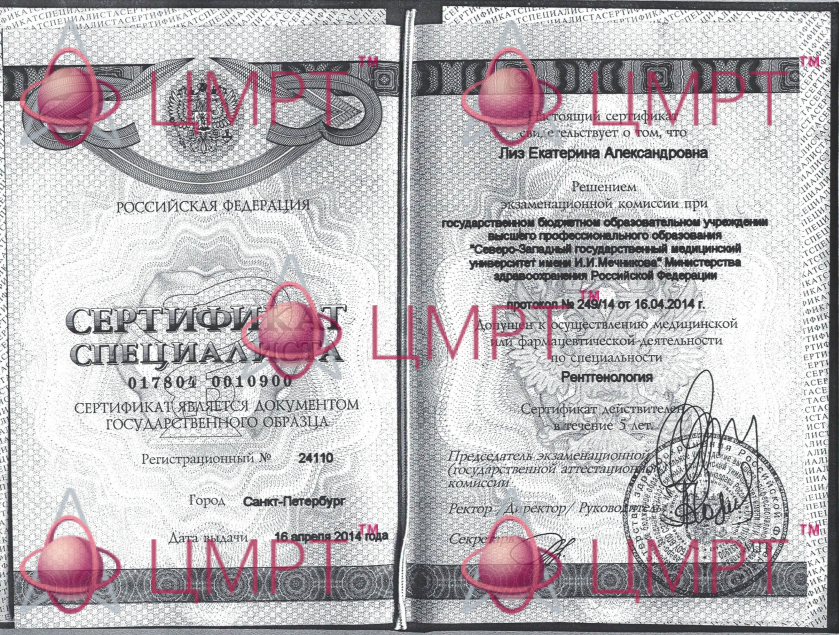 РОССИЙСКАЯ ФЕДЕРАЦИЯ
СЕРТИФИКАТ
СПЕЦИАЛИСТА
017804 0010900
СЕРТИФИКАТ ЯВЛЯЕТСЯ ДОКУМЕНТОМ
ГОСУДАРСТВЕННОГО ОБРАЗЦА
Регистрационный № 24110
Город Санкт-Петербург
Дата выдачи 16 апреля 2014 года
Настоящий сертификат
свидетельствует о том, что
Лиз Екатерина Александровна
Решением
экзаменационной комиссии при
государственном бюджетном образовательном учреждении
высшего профессионального образования
"Северо-Западный государственный медицинский
университет имени И.И.Мечникова" Министерства
здравоохранения Российской Федерации
протокол № 249/14 от 16.04.2014 г.
Допущен к осуществлению медицинской
или фармацевтической деятельности
по специальности
Рентгенология
Сертификат действителен
в течение 5 лет.
Председатель экзаменационной
(государственной аттестационной)
комиссии
Ректор / Директор / Руководитель
Секретарь
ЦМРТ™
ЦМРТ™
ЦМРТ™
ЦМРТ™
ЦМРТ™